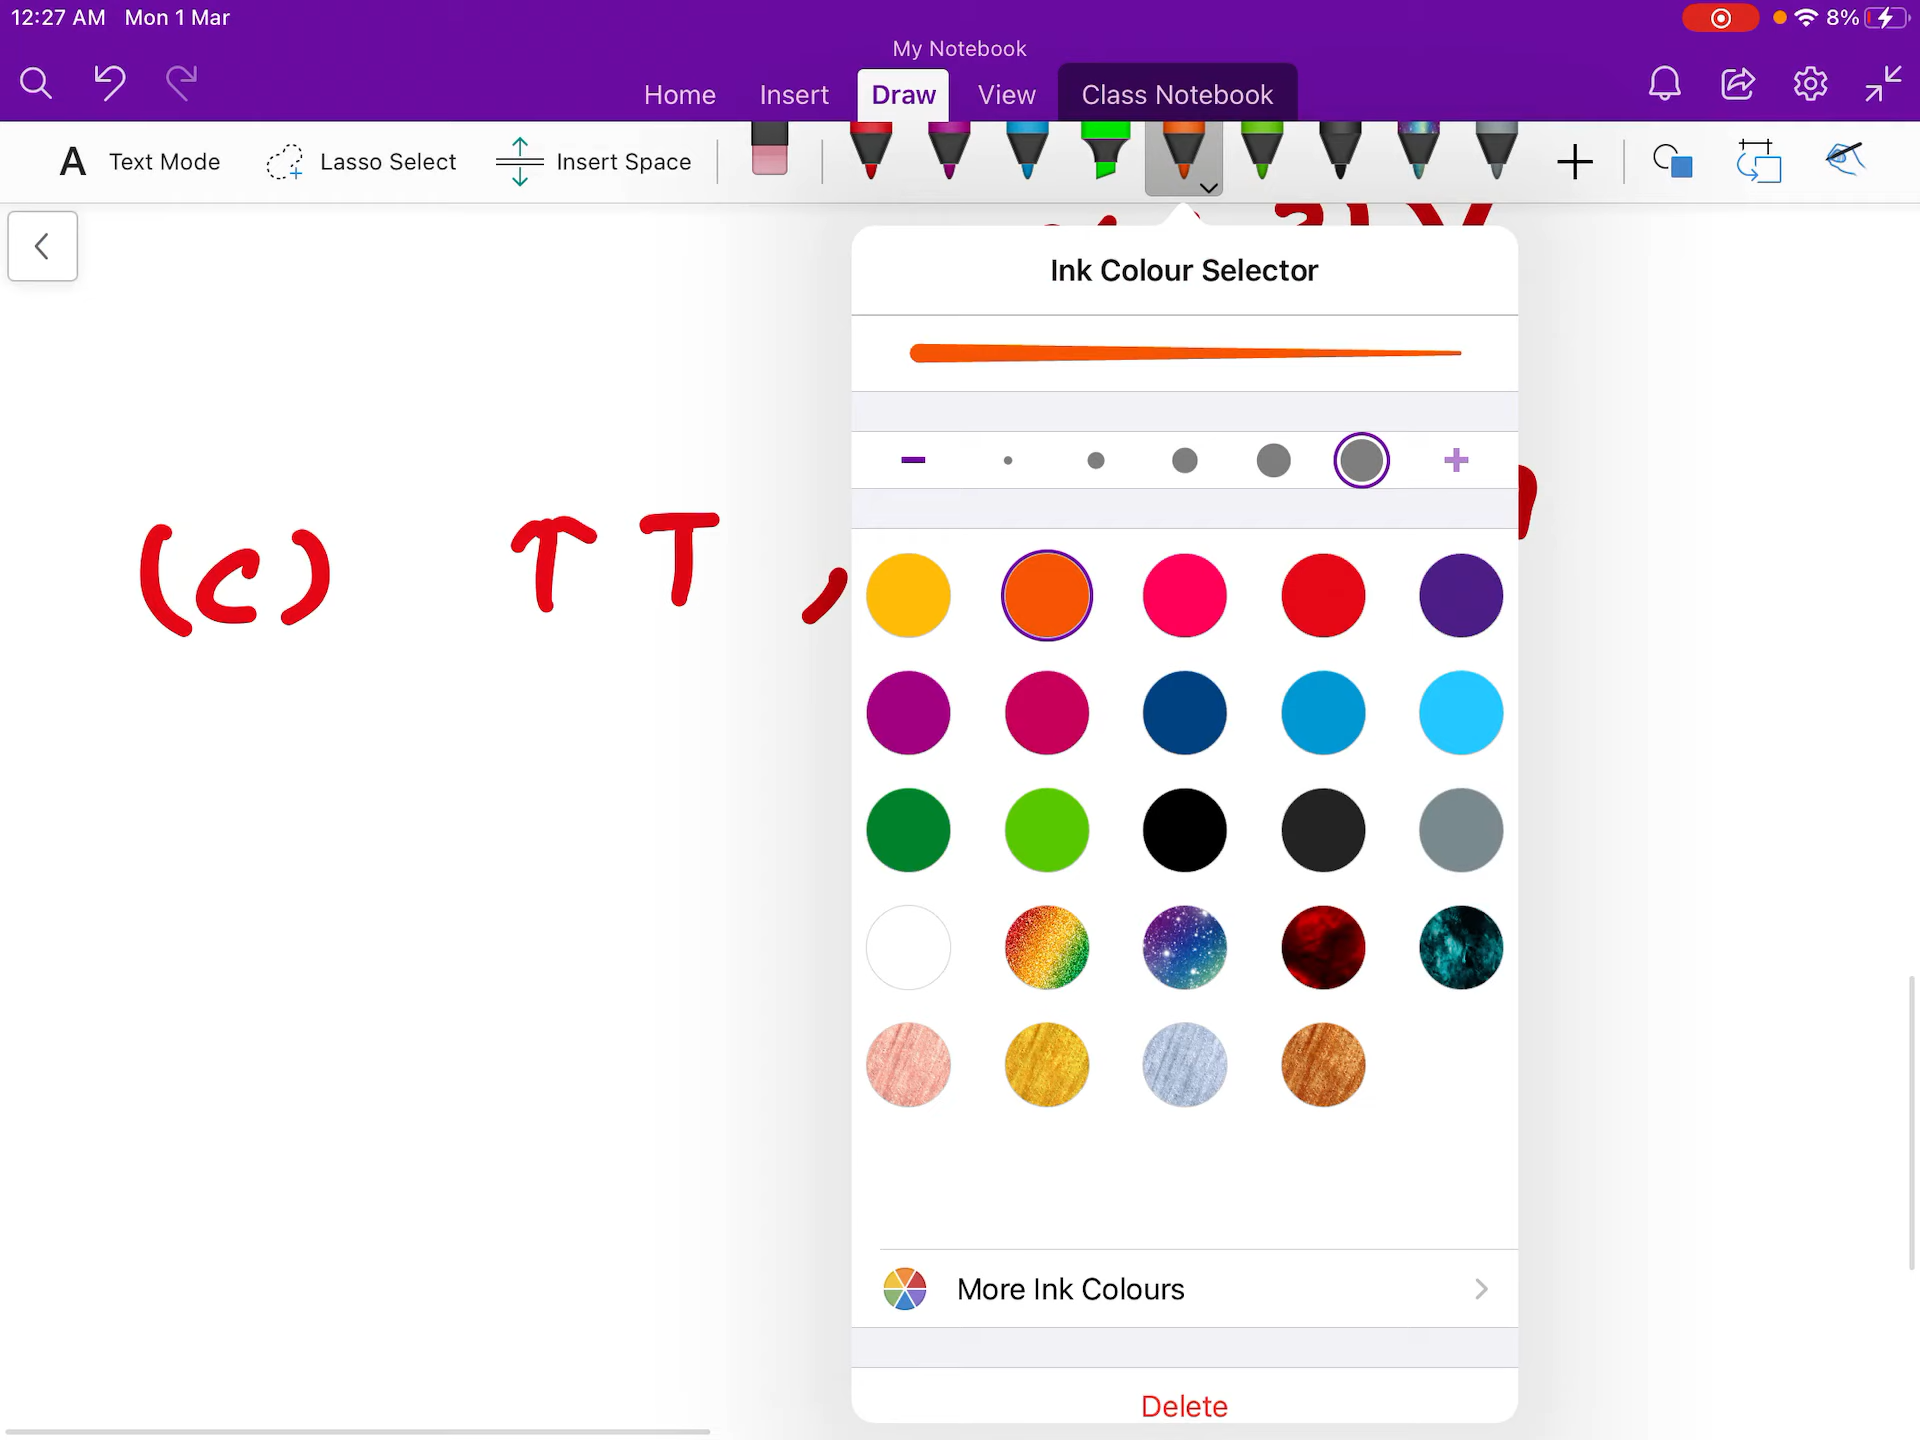 12:27 AM Mon 1 Mar
8%
My Notebook
Home Insert Draw View Class Notebook
A Text Mode Lasso Select Insert Space
Ink Colour Selector
(c) ↑ T ,
More Ink Colours
Delete